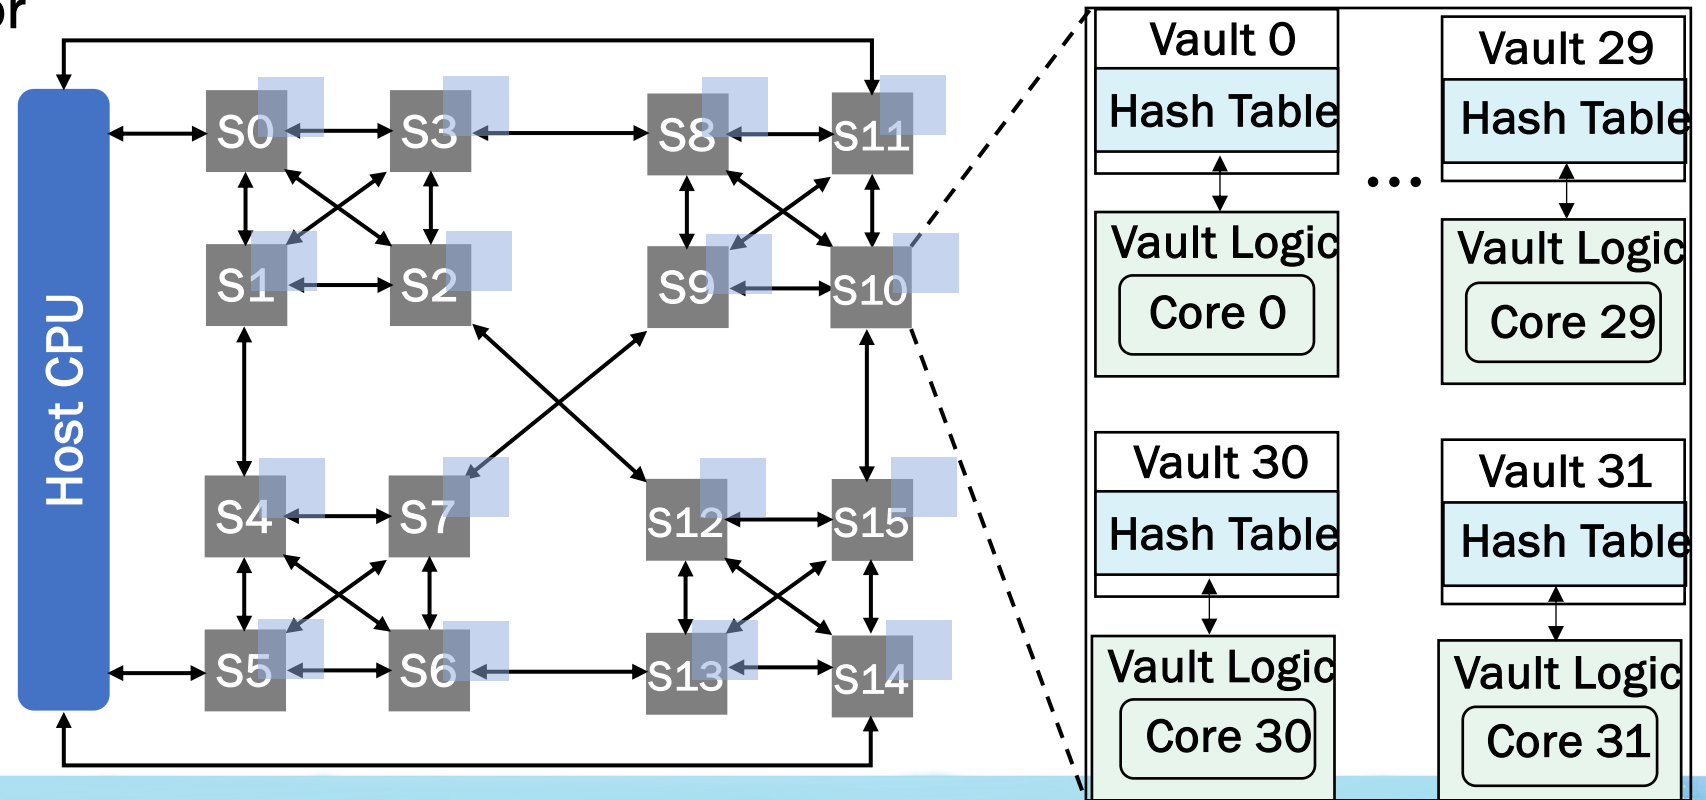 or
Host CPU
S0
S3
S8
S11
S1
S2
S9
S10
S4
S7
S12
S15
S5
S6
S13
S14
Vault 0
Hash Table
Vault Logic
Core 0
...
Vault 29
Hash Table
Vault Logic
Core 29
Vault 30
Hash Table
Vault Logic
Core 30
Vault 31
Hash Table
Vault Logic
Core 31